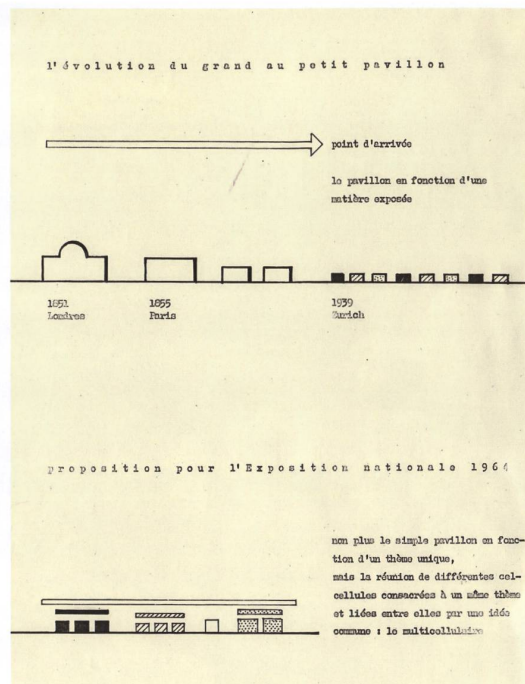 l'évolution du grand au petit pavillon
point d'arrivée
le pavillon en fonction d'une
matière exposée
1851
Londres
1855
Paris
1939
Zurich
proposition pour l'Exposition nationale 1964
non plus le simple pavillon en fonc-
tion d'un thème unique,
mais la réunion de différentes cel-
cellules consacrées à un même thème
et liées entre elles par une idée
commune : le multicellulaire